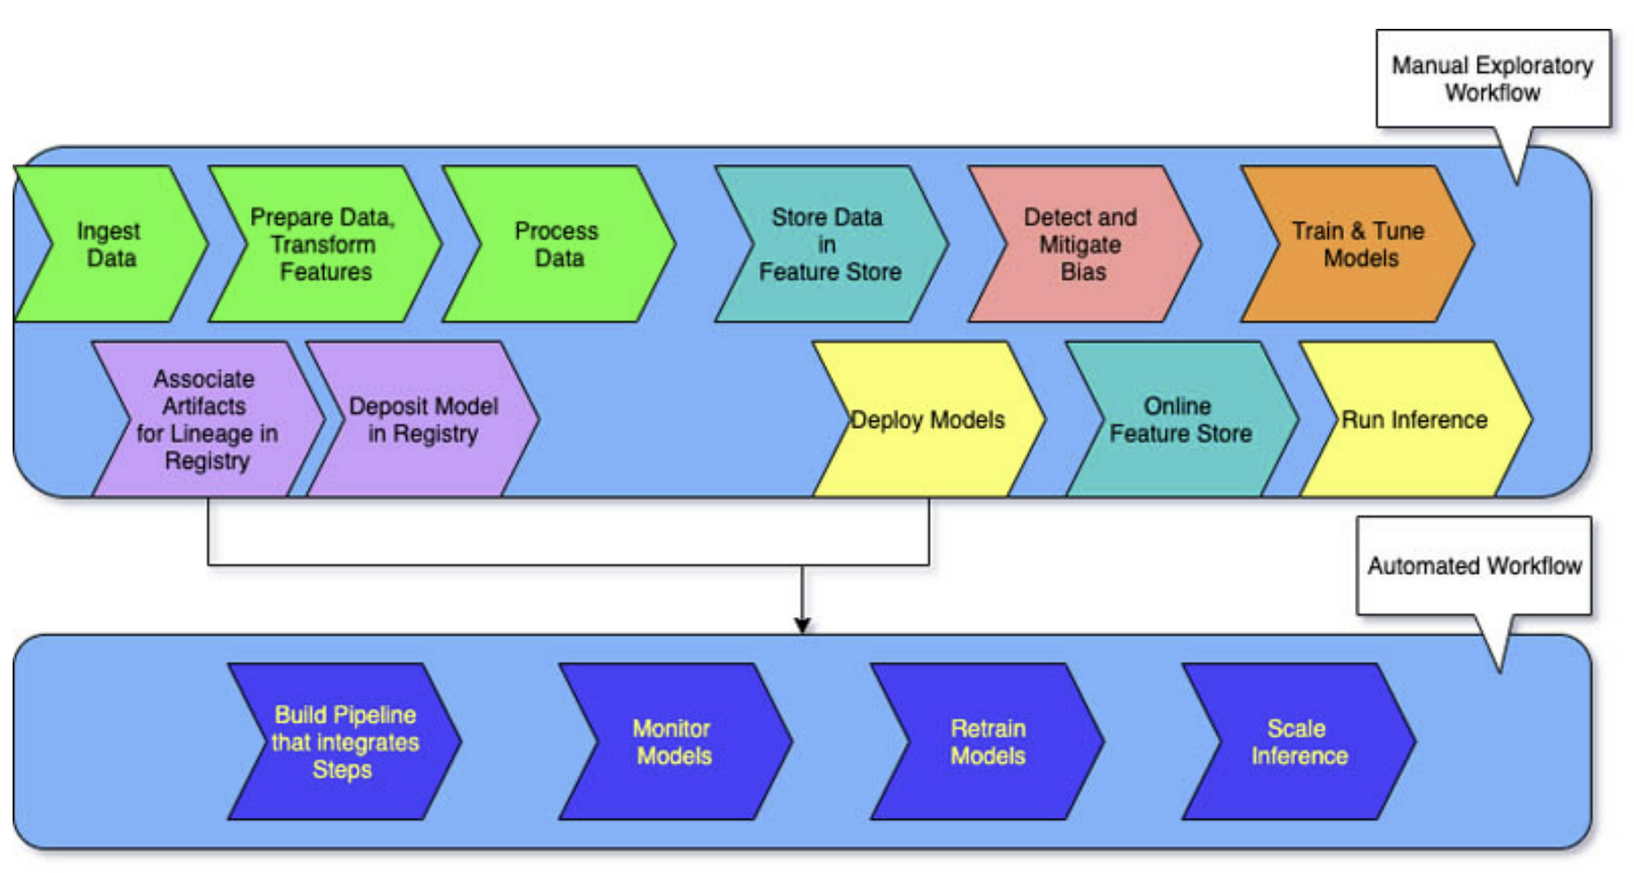 Manual Exploratory
Workflow
Ingest
Data
Prepare Data,
Transform
Features
Process
Data
Store Data
in
Feature Store
Detect and
Mitigate
Bias
Train & Tune
Models
Associate
Artifacts
for Lineage in
Registry
Deposit Model
in Registry
Deploy Models
Online
Feature Store
Run Inference
Automated Workflow
Build Pipeline
that integrates
Steps
Monitor
Models
Retrain
Models
Scale
Inference